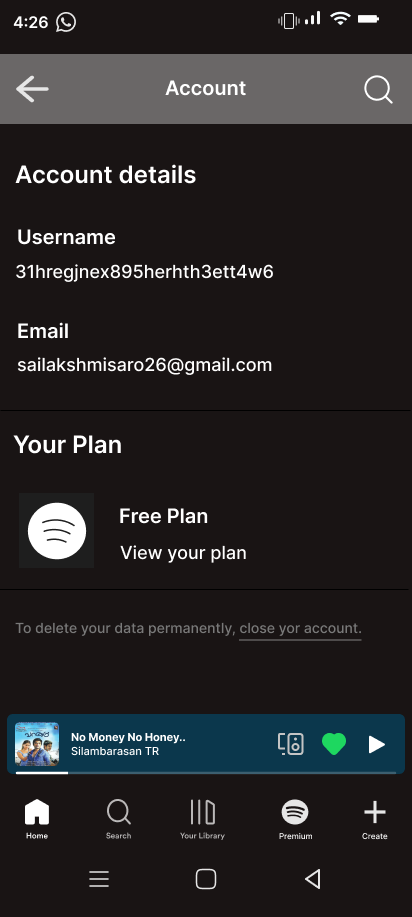 4:26
Account
Account details
Username
31hregjnex895herhth3ett4w6
Email
sailakshmisaro26@gmail.com
Your Plan
Free Plan
View your plan
To delete your data permanently, close yor account.
No Money No Honey..
Silambarasan TR
Home
Search
Your Library
Premium
Create